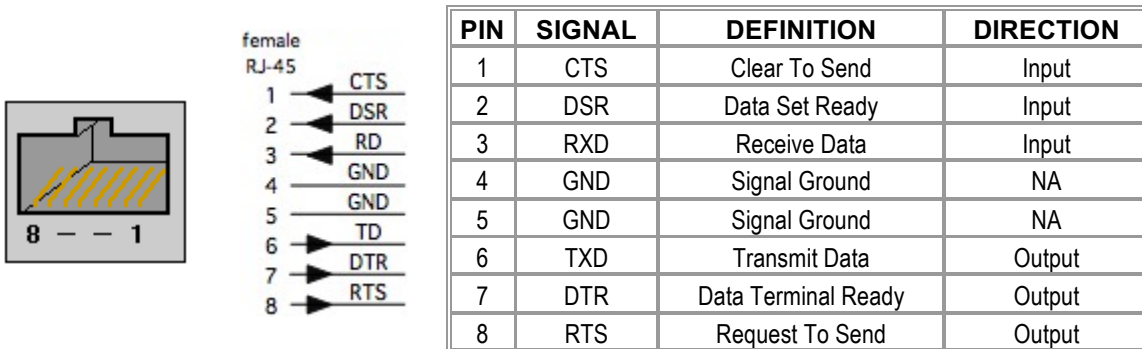 8 – – 1
female
RJ-45
1 CTS
2 DSR
3 RD
4 GND
5 GND
6 TD
7 DTR
8 RTS
PIN SIGNAL DEFINITION DIRECTION
1 CTS Clear To Send Input
2 DSR Data Set Ready Input
3 RXD Receive Data Input
4 GND Signal Ground NA
5 GND Signal Ground NA
6 TXD Transmit Data Output
7 DTR Data Terminal Ready Output
8 RTS Request To Send Output